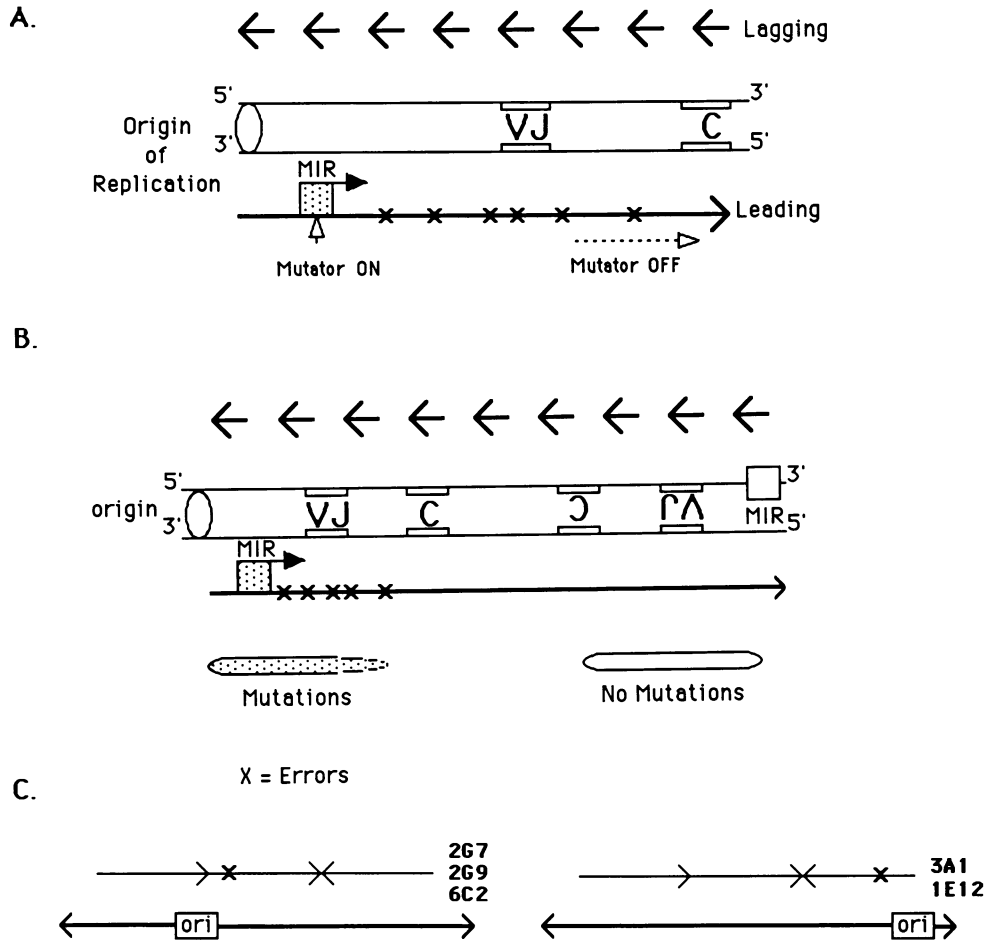 A.
Lagging
5' 3'
Origin
of
Replication
VJ C
3' 5'
MIR
Leading
Mutator ON
Mutator OFF
B.
5' 3'
origin
VJ C C VJ
MIR
3' 5'
MIR
Mutations
No Mutations
X = Errors
C.
2G7
2G9
6C2
3A1
1E12
ori
ori